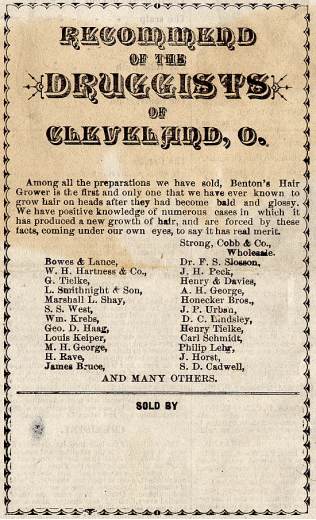 RECOMMEND
OF THE
DRUGGISTS
OF
CLEVELAND, O.
Among all the preparations we have sold, Benton's Hair
Grower is the first and only one that we have ever known to
grow hair on heads after they had become bald and glossy.
We have positive knowledge of numerous cases in which it
has produced a new growth of hair, and are forced by these
facts, coming under our own eyes, to say it has real merit.
Strong, Cobb & Co.,
Wholesale.
Bowes & Lance, Dr. F. S. Slosson,
W. H. Hartness & Co., J. H. Peck,
G. Tielke, Henry & Davies,
L. Smithnight & Son, A. H. George,
Marshall L. Shay, Honecker Bros.,
S. S. West, J. P. Urban,
Wm. Krebs, D. C. Lindsley,
Geo. D. Haag, Henry Tielke,
Louis Keiper, Carl Schmidt,
M. H. George, Philip Lehr,
H. Rave, J. Horst,
James Bruce, S. D. Cadwell,
AND MANY OTHERS.
SOLD BY